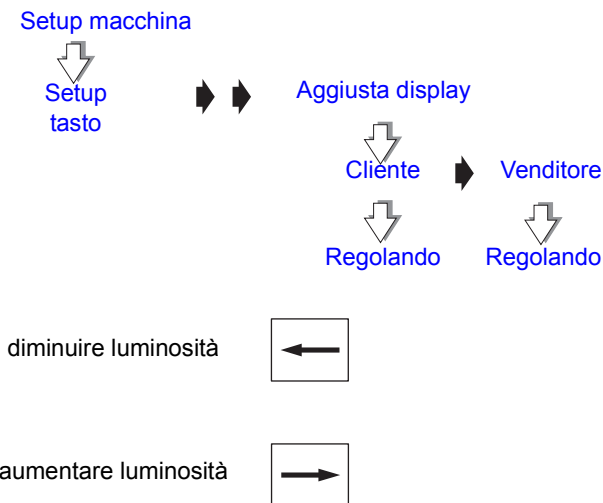 Setup macchina
Setup
tasto
Aggiusta display
Cliente
Venditore
Regolando
Regolando
diminuire luminosità
aumentare luminosità